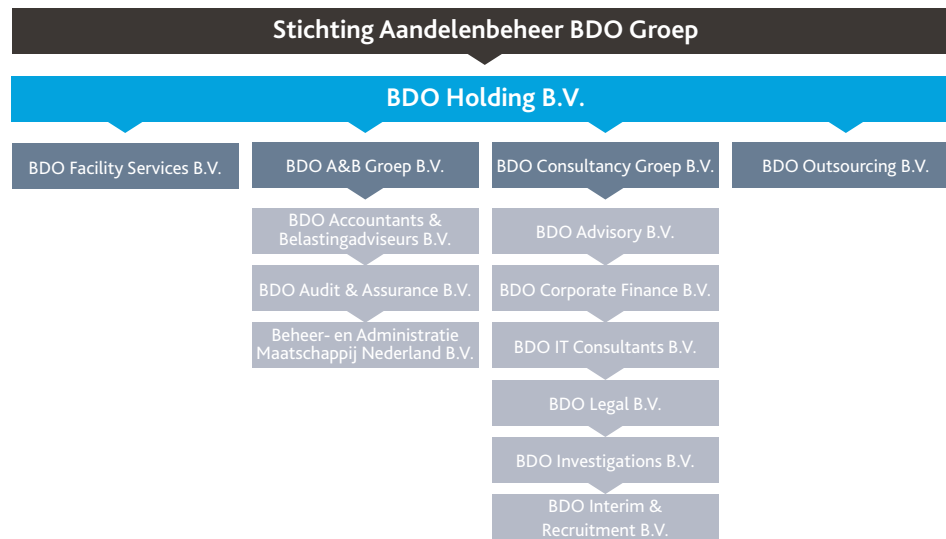 Stichting Aandelenbeheer BDO Groep
BDO Holding B.V.
BDO Facility Services B.V.
BDO A&B Groep B.V.
BDO Consultancy Groep B.V.
BDO Outsourcing B.V.
BDO Accountants &
Belastingadviseurs B.V.
BDO Audit & Assurance B.V.
Beheer- en Administratie
Maatschappij Nederland B.V.
BDO Advisory B.V.
BDO Corporate Finance B.V.
BDO IT Consultants B.V.
BDO Legal B.V.
BDO Investigations B.V.
BDO Interim &
Recruitment B.V.